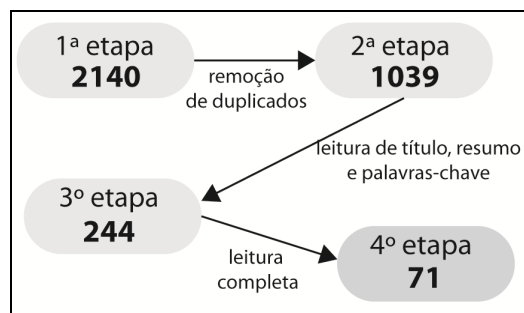 1ª etapa
2140
remoção
de duplicados
2ª etapa
1039
leitura de título, resumo
e palavras-chave
3º etapa
244
leitura
completa
4º etapa
71